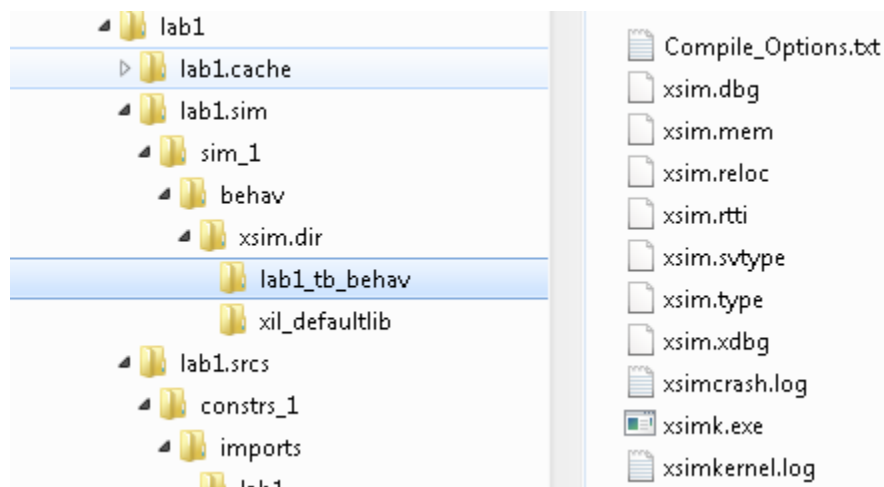 lab1
lab1.cache
lab1.sim
sim_1
behav
xsim.dir
lab1_tb_behav
xil_defaultlib
lab1.srcs
constrs_1
imports
lab1
Compile_Options.txt
xsim.dbg
xsim.mem
xsim.reloc
xsim.rtti
xsim.svtype
xsim.type
xsim.xdbg
xsimcrash.log
xsimk.exe
xsimkernel.log